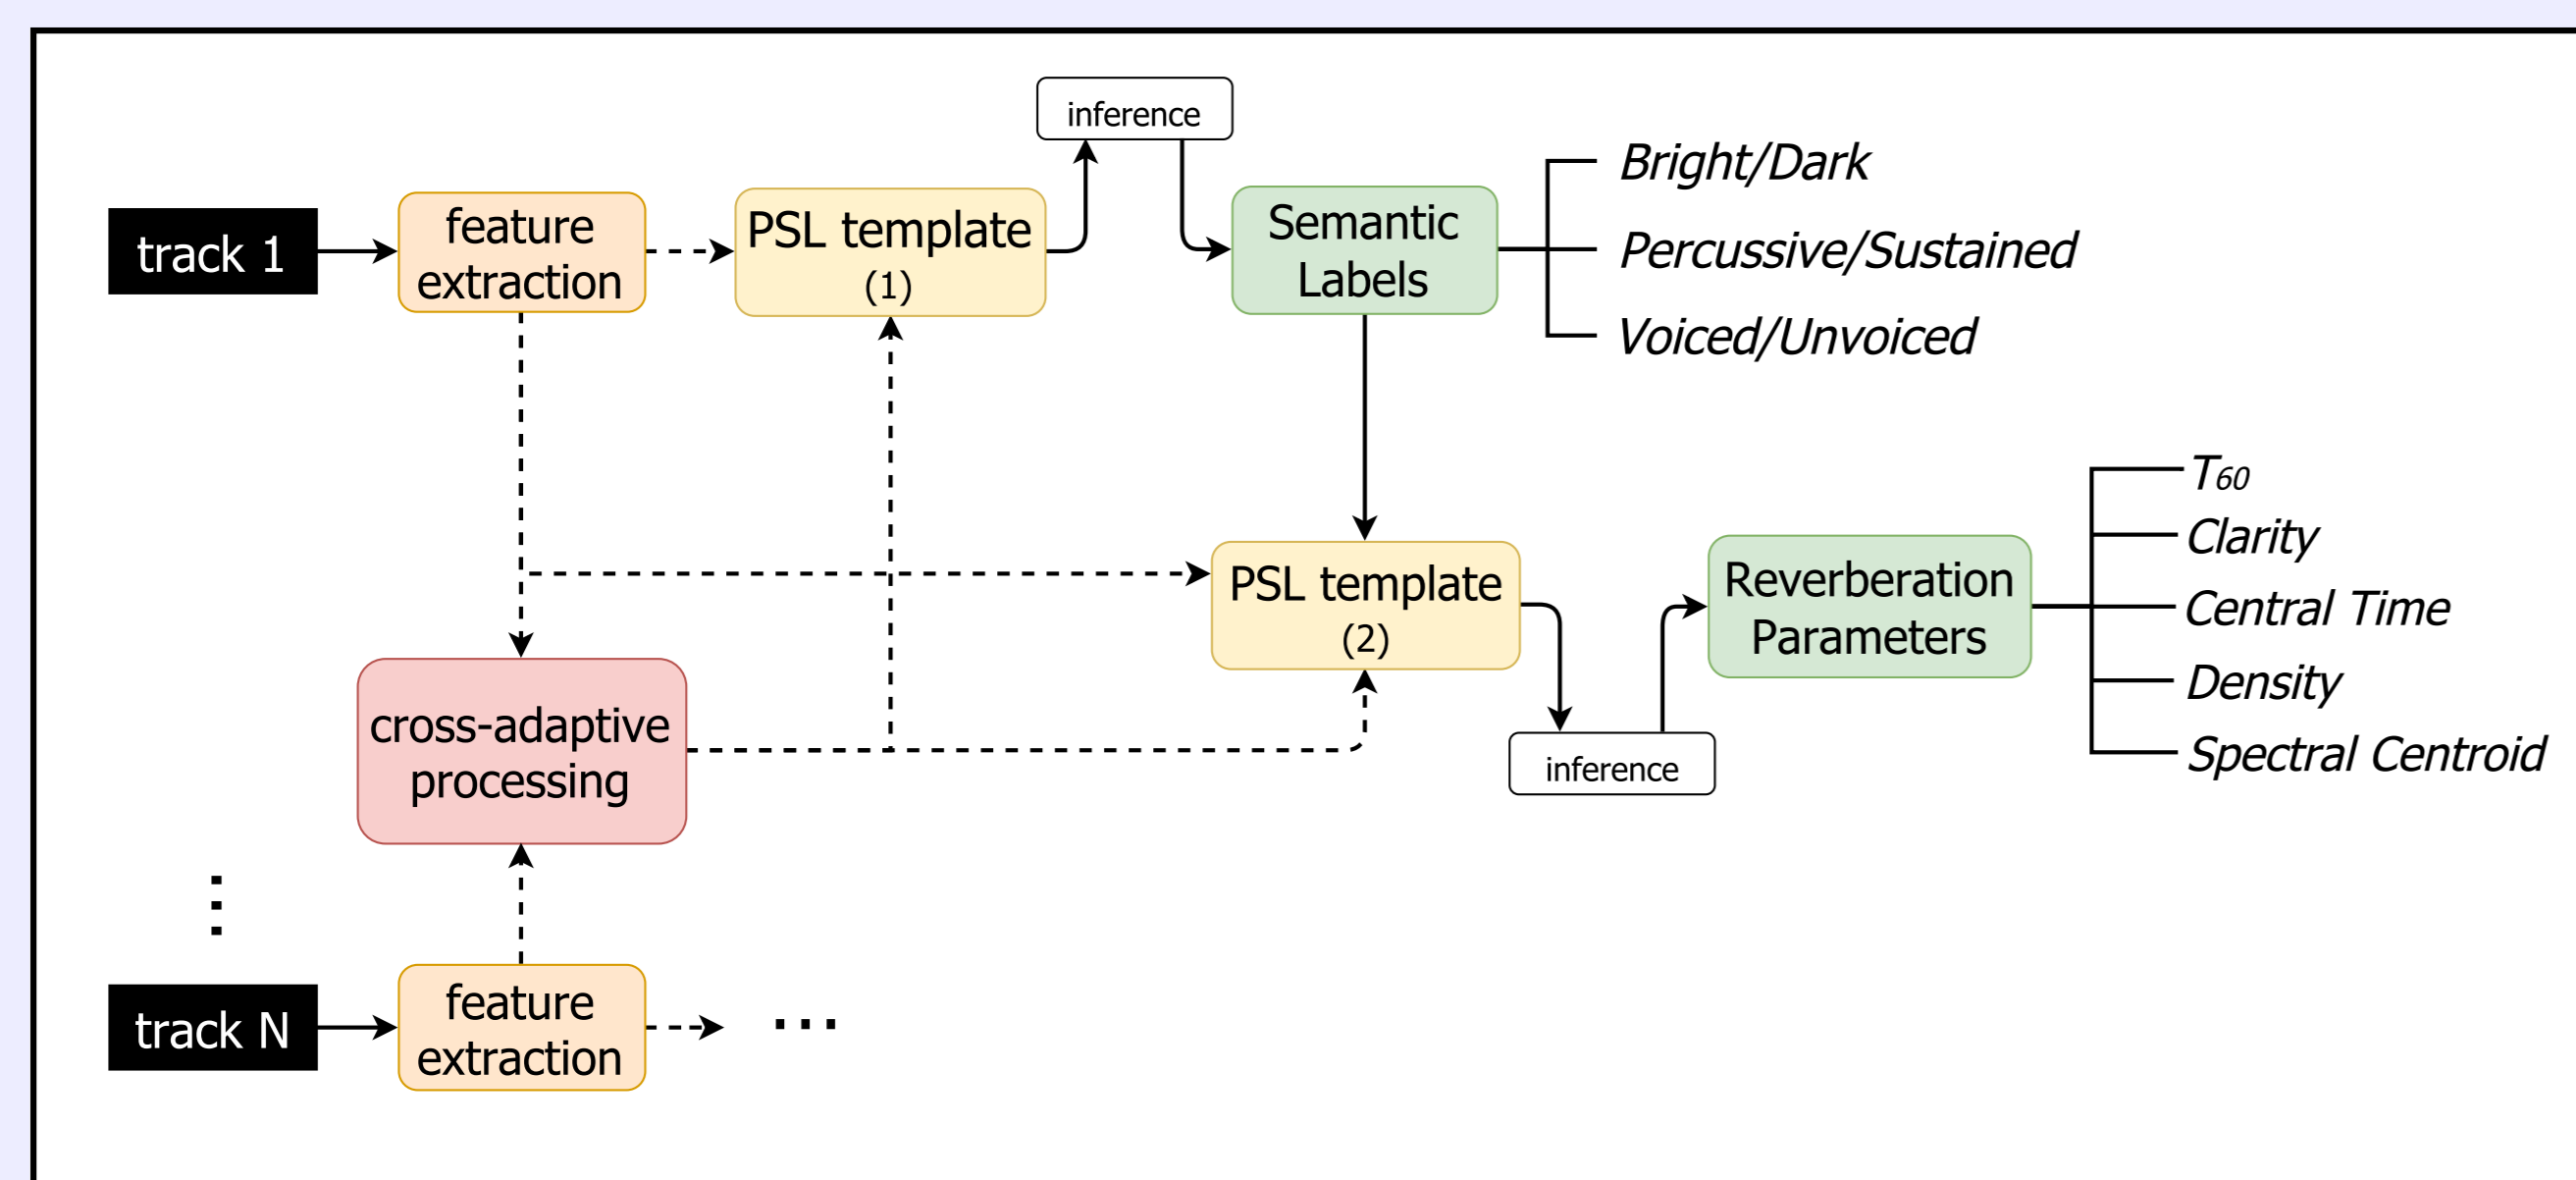 inference
track 1
feature
extraction
PSL template
(1)
Semantic
Labels
Bright/Dark
Percussive/Sustained
Voiced/Unvoiced
PSL template
(2)
inference
Reverberation
Parameters
T60
Clarity
Central Time
Density
Spectral Centroid
cross-adaptive
processing
⋮
track N
feature
extraction
...